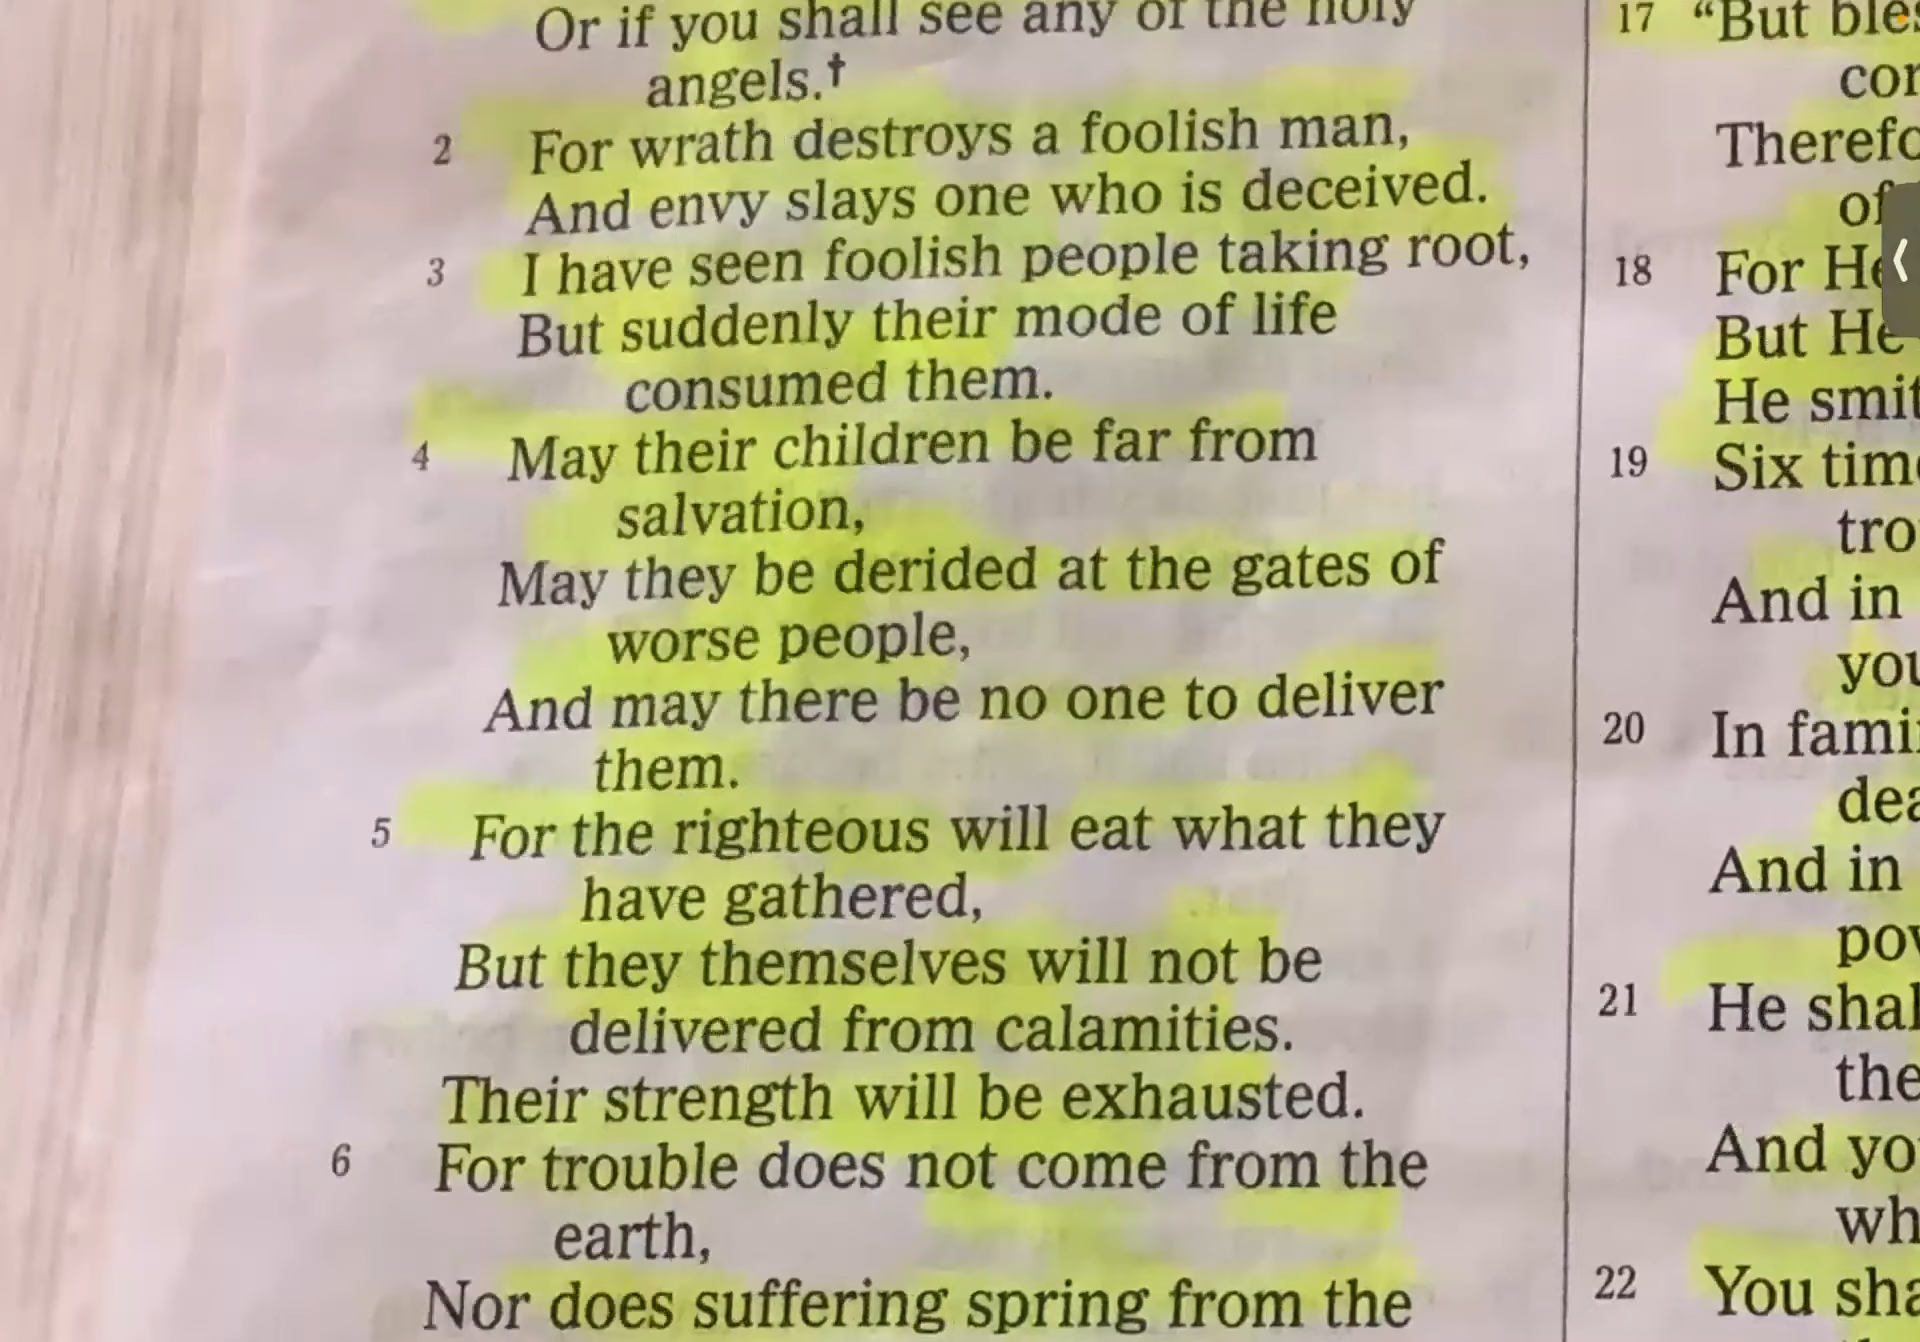 Or if you shall see any of the holy
angels.†
2 For wrath destroys a foolish man,
And envy slays one who is deceived.
3 I have seen foolish people taking root,
But suddenly their mode of life
consumed them.
4 May their children be far from
salvation,
May they be derided at the gates of
worse people,
And may there be no one to deliver
them.
5 For the righteous will eat what they
have gathered,
But they themselves will not be
delivered from calamities.
Their strength will be exhausted.
6 For trouble does not come from the
earth,
Nor does suffering spring from the
17 “But
Therefo
of
18 For He
But He
He smit
19 Six tim
tro
And in
you
20 In fami
dea
And in
pow
21 He shal
the
And yo
wh
22 You sha